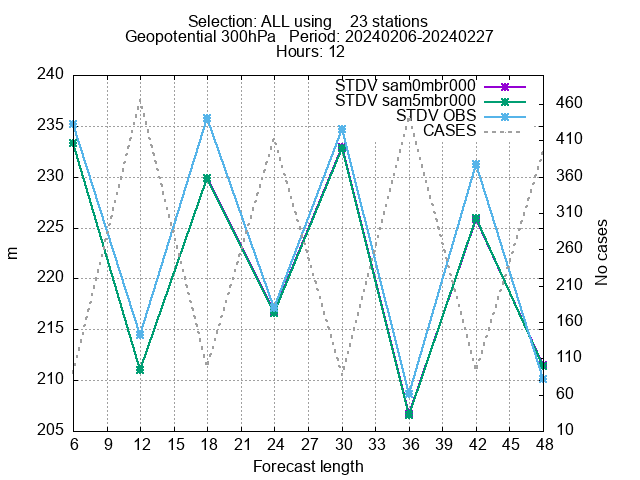 Selection: ALL using    23 stations
Geopotential 300hPa   Period: 20240206-20240227
Hours: 12
STDV sam0mbr000
STDV sam5mbr000
STDV OBS
CASES
240
235
230
225
220
215
210
205
m
460
410
360
310
260
210
160
110
60
10
No cases
6 9 12 15 18 21 24 27 30 33 36 39 42 45 48
Forecast length